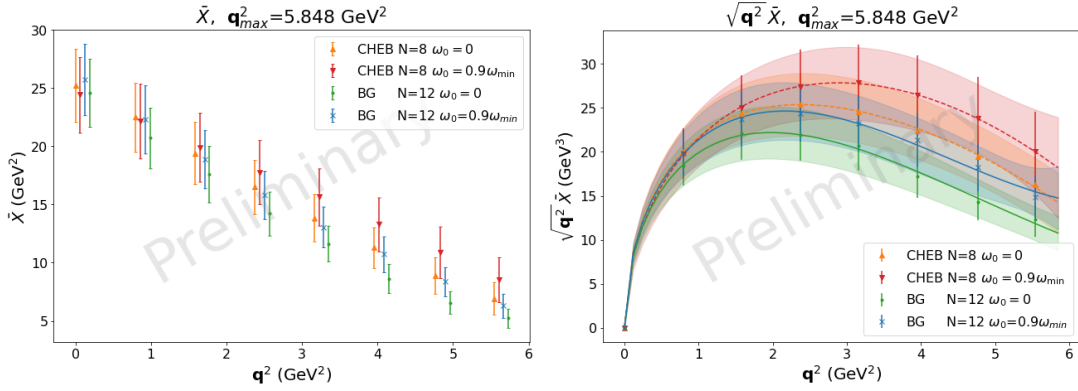 X̄, q²max=5.848 GeV²
30
25
20
15
10
5
X̄ (GeV²)
CHEB N=8 ω₀ = 0
CHEB N=8 ω₀ = 0.9ωmin
BG N=12 ω₀ = 0
BG N=12 ω₀ = 0.9ωmin
Preliminary
0 1 2 3 4 5 6
q² (GeV²)
√q² X̄, q²max=5.848 GeV²
30
25
20
15
10
5
0
√q² X̄ (GeV³)
Preliminary
CHEB N=8 ω₀ = 0
CHEB N=8 ω₀ = 0.9ωmin
BG N=12 ω₀ = 0
BG N=12 ω₀=0.9ωmin
0 1 2 3 4 5 6
q² (GeV²)